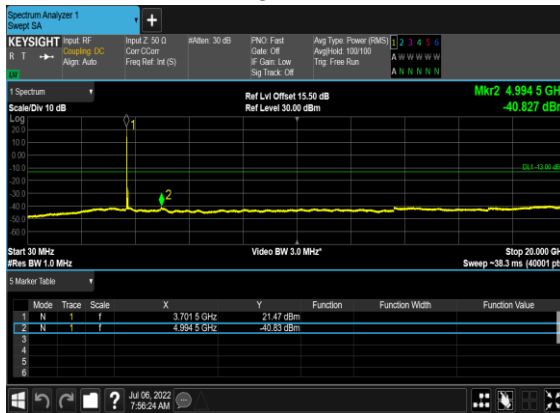 Spectrum Analyzer 1
Swept SA
+
KEYSIGHT Input: RF Input Z: 50 Ω #Atten: 30 dB PNO: Fast Avg Type: Power (RMS) 1 2 3 4 5 6
R T Coupling: DC Corr CCorr Gate: Off Avg|Hold: 100/100 A W W W W W
Align: Auto Freq Ref: Int (S) IF Gain: Low Trig: Free Run
Sig Track: Off A N N N N N
1 Spectrum Ref Lvl Offset 15.50 dB Mkr2 4.994 5 GH
Scale/Div 10 dB Ref Level 30.00 dBm -40.827 dBr
Log
20.0
10.0
0.00
-10.0
-20.0
-30.0
-40.0
-50.0
-60.0
1
2
DL1 -13.00 dB
Start 30 MHz Video BW 3.0 MHz* Stop 20.000 GH
#Res BW 1.0 MHz Sweep ~38.3 ms (40001 pt
5 Marker Table
Mode Trace Scale X Y Function Function Width Function Value
1 N 1 f 3.701 5 GHz 21.47 dBm
2 N 1 f 4.994 5 GHz -40.83 dBm
3
4
5
6
? Jul 06, 2022
7:56:24 AM